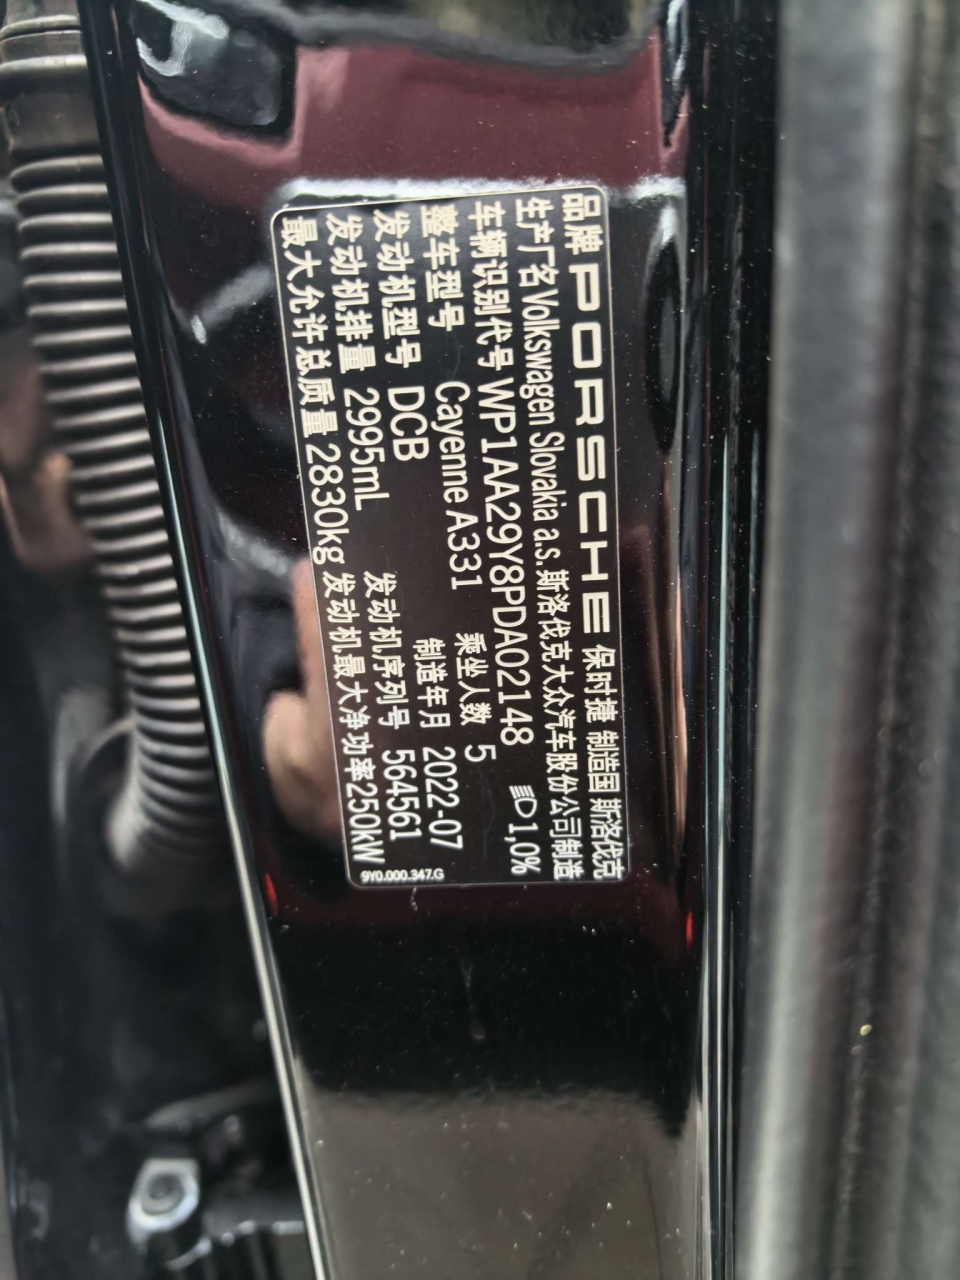 品牌 PORSCHE 保时捷 制造国 斯洛伐克
生产厂名 Volkswagen Slovakia a.s. 斯洛伐克大众汽车股份公司制造
车辆识别代号 WP1AA29Y8PDA02148 1,0%
整车型号 Cayenne A331 乘坐人数 5
发动机型号 DCB 制造年月 2022-07
发动机排量 2995mL 发动机序列号 564561
最大允许总质量 2830kg 发动机最大净功率250kW
9Y0.000.347.G